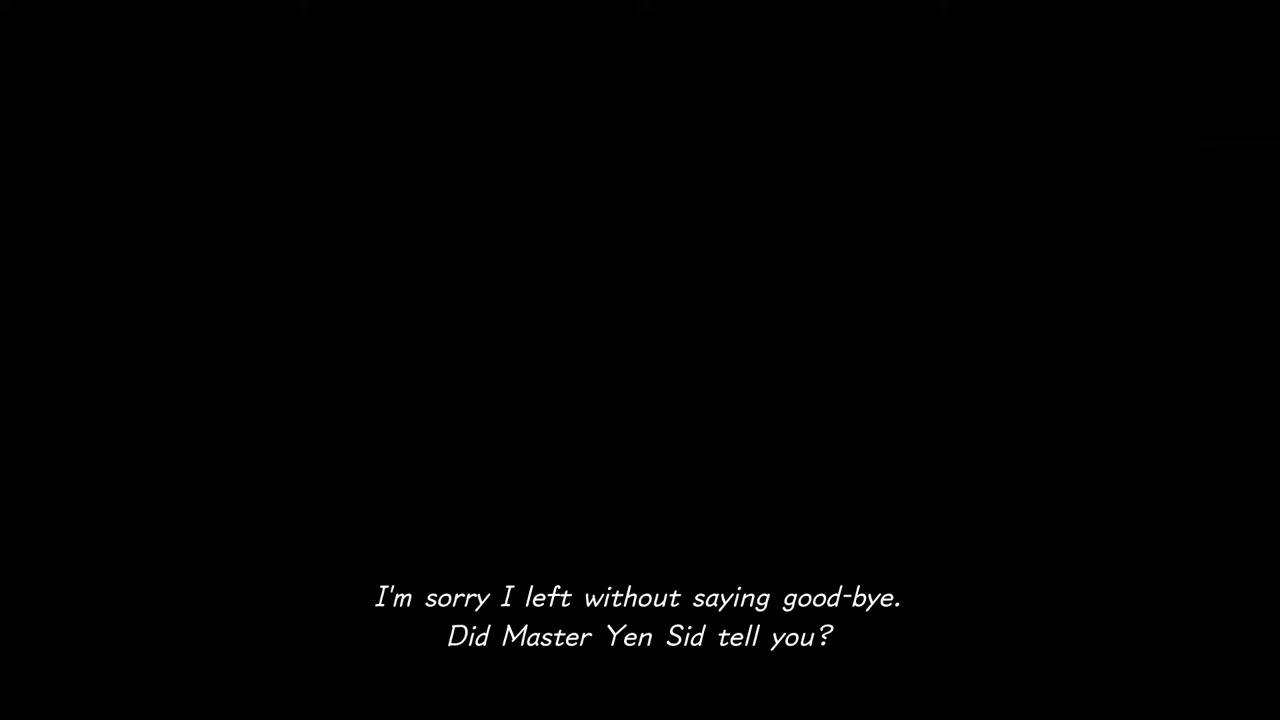 I'm sorry I left without saying good-bye.
Did Master Yen Sid tell you?